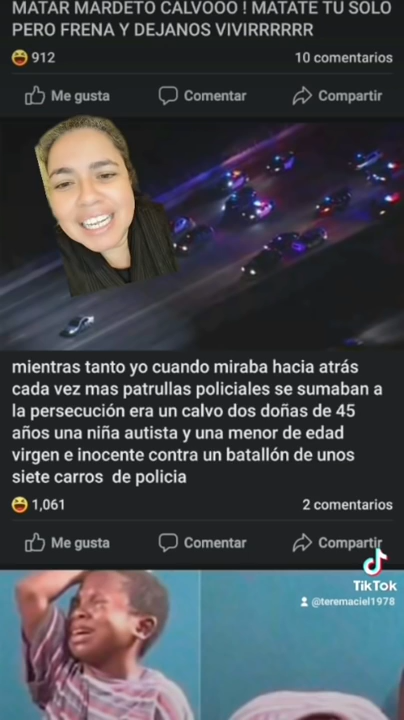 MATAR MARDETO CALVOOO ! MATATE TU SOLO
PERO FRENA Y DEJANOS VIVIRRRRRR
912
10 comentarios
Me gusta
Comentar
Compartir
mientras tanto yo cuando miraba hacia atrás
cada vez mas patrullas policiales se sumaban a
la persecución era un calvo dos doñas de 45
años una niña autista y una menor de edad
virgen e inocente contra un batallón de unos
siete carros de policia
1,061
2 comentarios
Me gusta
Comentar
Compartir
TikTok
@teremaciel1978